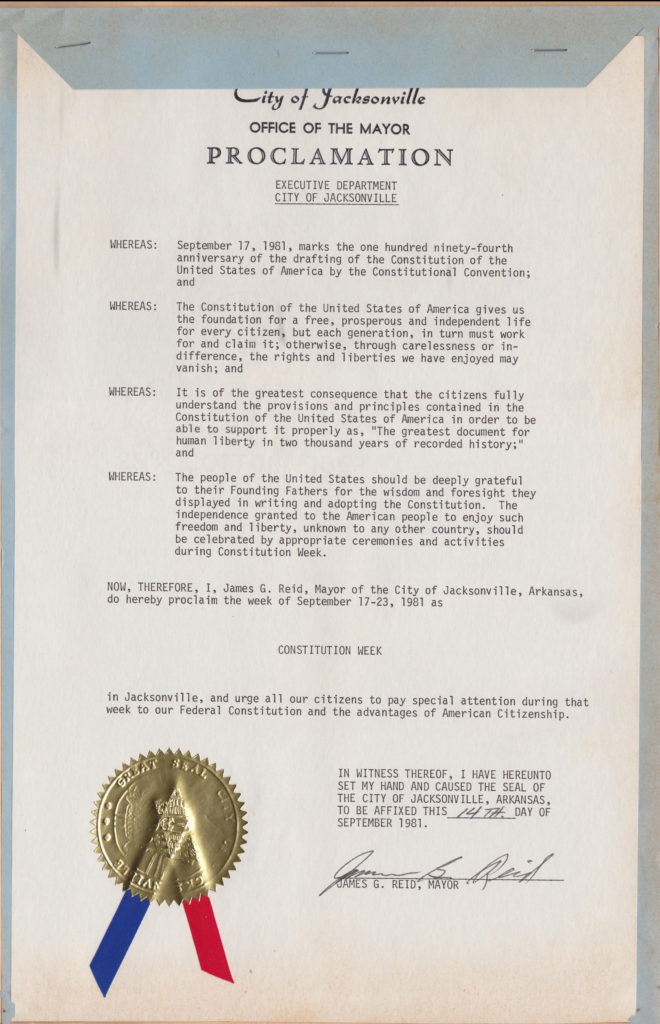 City of Jacksonville
OFFICE OF THE MAYOR
PROCLAMATION
EXECUTIVE DEPARTMENT
CITY OF JACKSONVILLE
WHEREAS: September 17, 1981, marks the one hundred ninety-fourth
anniversary of the drafting of the Constitution of the
United States of America by the Constitutional Convention;
and
WHEREAS: The Constitution of the United States of America gives us
the foundation for a free, prosperous and independent life
for every citizen, but each generation, in turn must work
for and claim it; otherwise, through carelessness or in-
difference, the rights and liberties we have enjoyed may
vanish; and
WHEREAS: It is of the greatest consequence that the citizens fully
understand the provisions and principles contained in the
Constitution of the United States of America in order to be
able to support it properly as, "The greatest document for
human liberty in two thousand years of recorded history;"
and
WHEREAS: The people of the United States should be deeply grateful
to their Founding Fathers for the wisdom and foresight they
displayed in writing and adopting the Constitution. The
independence granted to the American people to enjoy such
freedom and liberty, unknown to any other country, should
be celebrated by appropriate ceremonies and activities
during Constitution Week.
NOW, THEREFORE, I, James G. Reid, Mayor of the City of Jacksonville, Arkansas,
do hereby proclaim the week of September 17-23, 1981 as
CONSTITUTION WEEK
in Jacksonville, and urge all our citizens to pay special attention during that
week to our Federal Constitution and the advantages of American Citizenship.
IN WITNESS THEREOF, I HAVE HEREUNTO
SET MY HAND AND CAUSED THE SEAL OF
THE CITY OF JACKSONVILLE, ARKANSAS,
TO BE AFFIXED THIS 14TH. DAY OF
SEPTEMBER 1981.
James G. Reid
JAMES G. REID, MAYOR
GREAT SEAL CITY